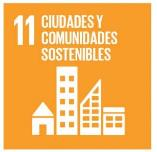 11 CIUDADES Y
COMUNIDADES
SOSTENIBLES